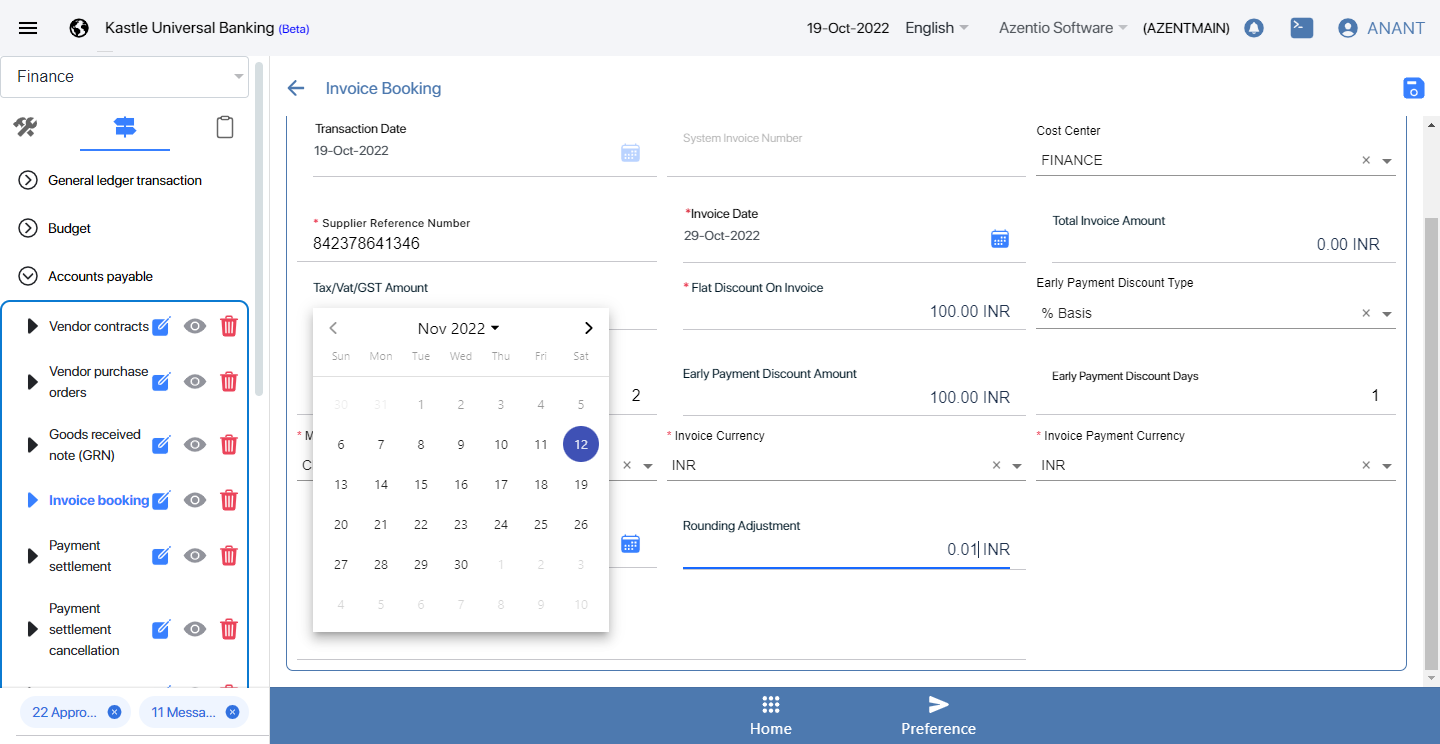 Kastle Universal Banking (Beta)
19-Oct-2022
English
Azentio Software
(AZENTMAIN)
ANANT
Finance
General ledger transaction
Budget
Accounts payable
Vendor contracts
Vendor purchase
orders
Goods received
note (GRN)
Invoice booking
Payment
settlement
Payment
settlement
cancellation
22 Appro...
11 Messa...
Invoice Booking
Transaction Date
19-Oct-2022
System Invoice Number
Cost Center
FINANCE
* Supplier Reference Number
842378641346
*Invoice Date
29-Oct-2022
Total Invoice Amount
0.00 INR
Tax/Vat/GST Amount
* Flat Discount On Invoice
100.00 INR
Early Payment Discount Type
% Basis
2
Early Payment Discount Amount
100.00 INR
Early Payment Discount Days
1
* M
C
* Invoice Currency
INR
* Invoice Payment Currency
INR
Rounding Adjustment
0.01 INR
Nov 2022
Sun Mon Tue Wed Thu Fri Sat
30 31 1 2 3 4 5
6 7 8 9 10 11 12
13 14 15 16 17 18 19
20 21 22 23 24 25 26
27 28 29 30 1 2 3
4 5 6 7 8 9 10
Home
Preference